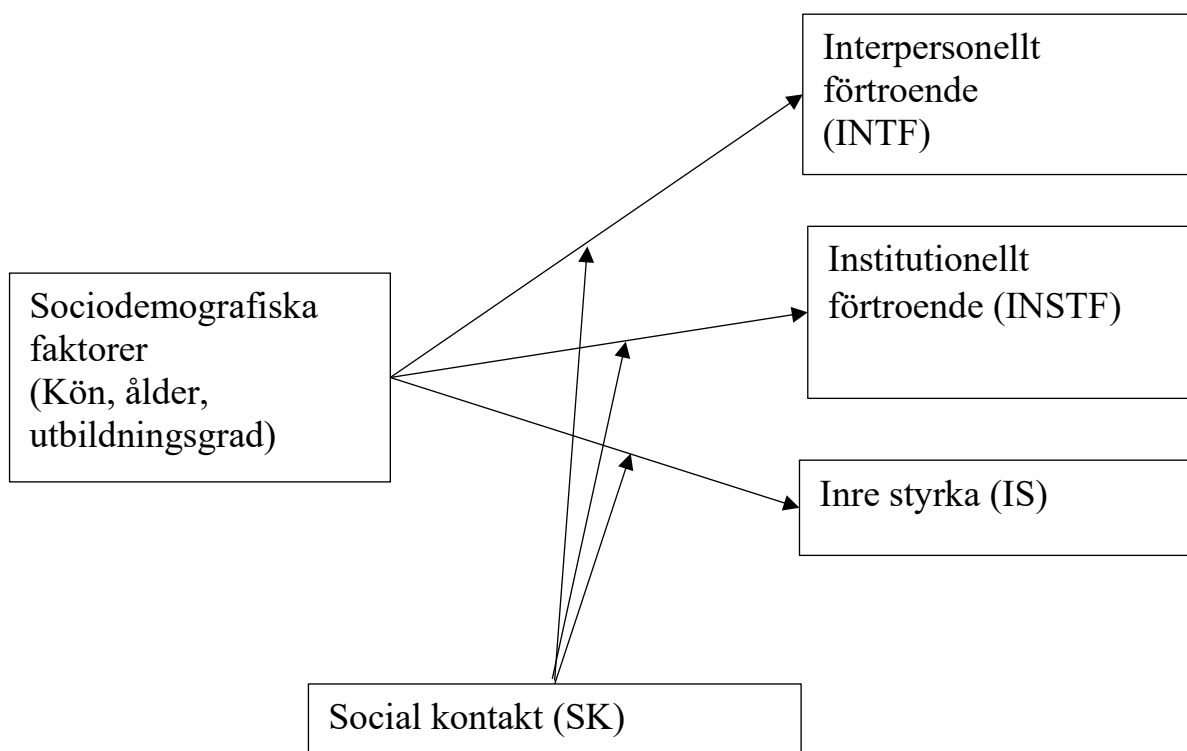 Interpersonellt
förtroende
(INTF)
Institutionellt
förtroende (INSTF)
Sociodemografiska
faktorer
(Kön, ålder,
utbildningsgrad)
Inre styrka (IS)
Social kontakt (SK)